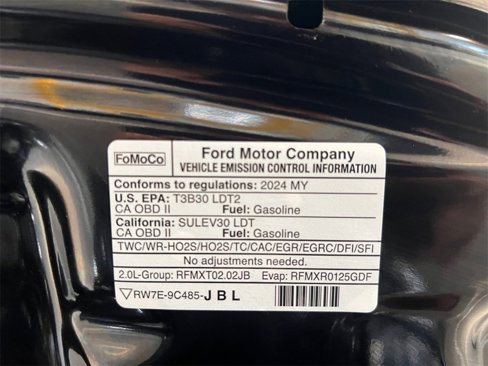 FoMoCo
Ford Motor Company
VEHICLE EMISSION CONTROL INFORMATION
Conforms to regulations: 2024 MY
U.S. EPA: T3B30 LDT2
CA OBD II Fuel: Gasoline
California: SULEV30 LDT
CA OBD II Fuel: Gasoline
TWC/WR-HO2S/HO2S/TC/CAC/EGR/EGRC/DFI/SFI
No adjustments needed.
2.0L-Group: RFMXT02.02JB Evap: RFMXR0125GDF
▽RW7E-9C485-J B L